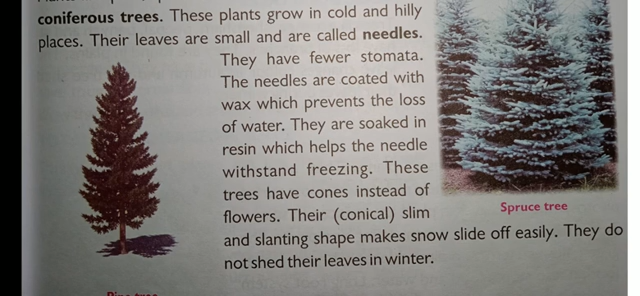 coniferous trees. These plants grow in cold and hilly
places. Their leaves are small and are called needles.
They have fewer stomata.
The needles are coated with
wax which prevents the loss
of water. They are soaked in
resin which helps the needle
withstand freezing. These
trees have cones instead of
flowers. Their (conical) slim
and slanting shape makes snow slide off easily. They do
not shed their leaves in winter.
Spruce tree